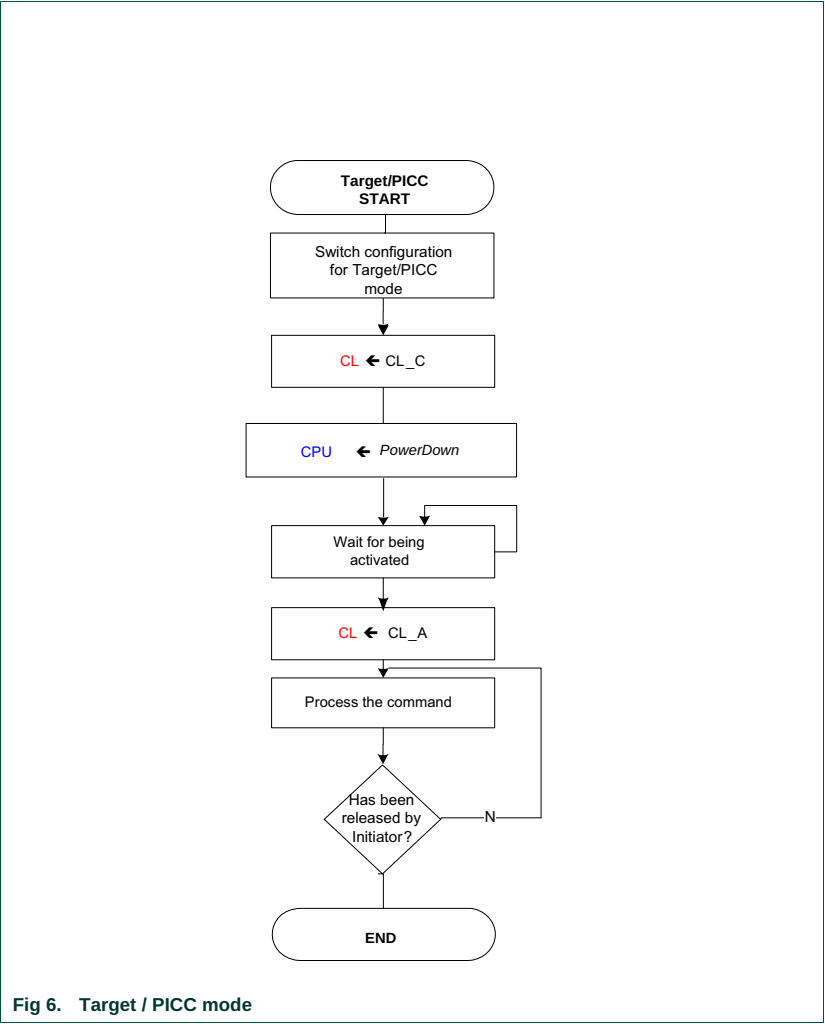 Target/PICC
START
Switch configuration
for Target/PICC
mode
CL 🡸 CL_C
CPU 🡸 PowerDown
Wait for being
activated
CL 🡸 CL_A
Process the command
Has been
released by
Initiator?
N
END
Fig 6. Target / PICC mode